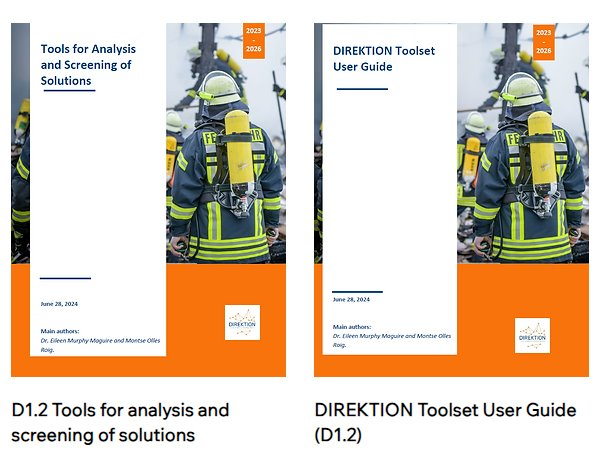 Tools for Analysis
and Screening of
Solutions
2023
-
2026
June 28, 2024
Main authors:
Dr. Eileen Murphy Maguire and Montse Olles
Roig.
DIREKTION
D1.2 Tools for analysis and
screening of solutions
DIREKTION Toolset
User Guide
2023
-
2026
June 28, 2024
Main authors:
Dr. Eileen Murphy Maguire and Montse Olles
Roig.
DIREKTION
DIREKTION Toolset User Guide
(D1.2)